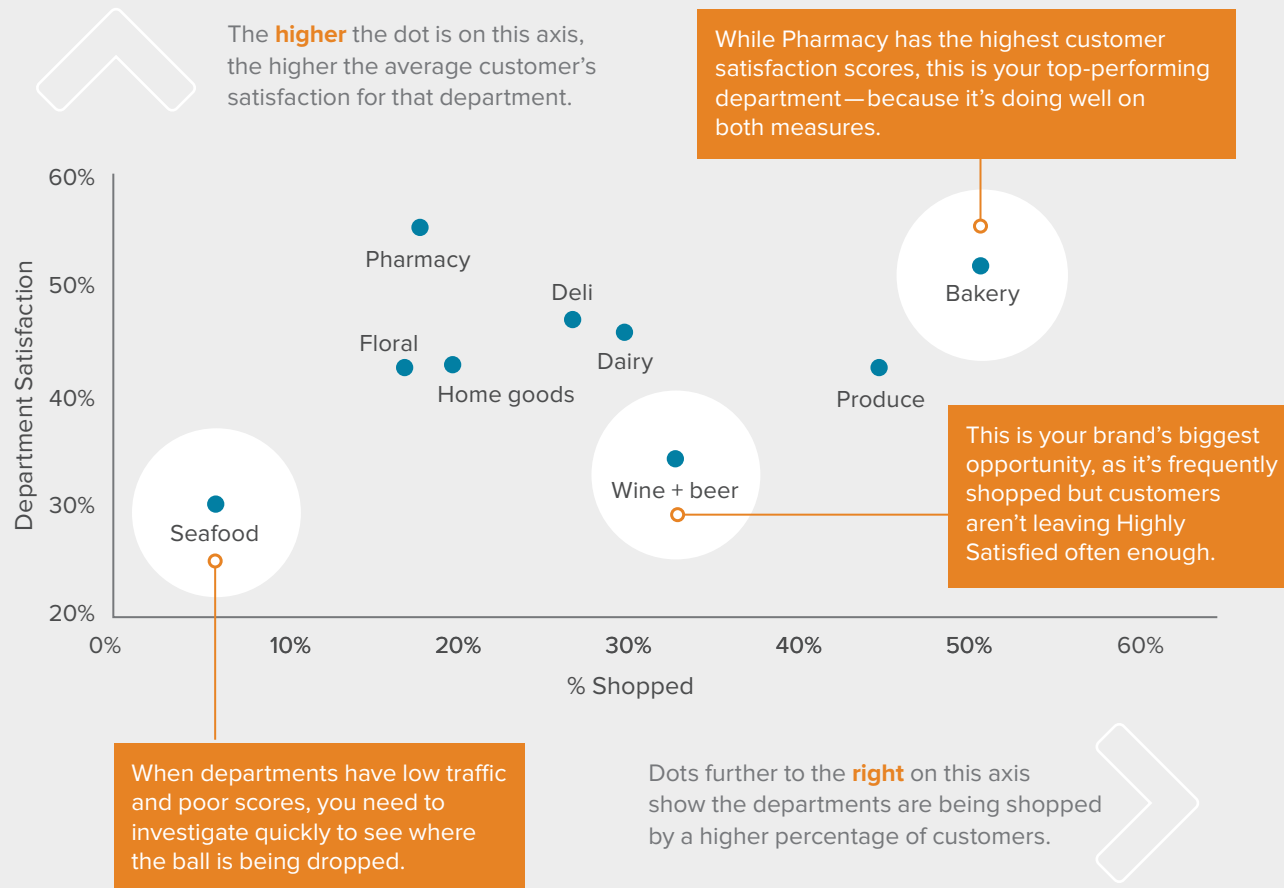 The higher the dot is on this axis,
the higher the average customer’s
satisfaction for that department.
While Pharmacy has the highest customer
satisfaction scores, this is your top-performing
department—because it’s doing well on
both measures.
Department Satisfaction
60%
50%
40%
30%
20%
Pharmacy
Deli
Bakery
Floral
Dairy
Home goods
Produce
Wine + beer
Seafood
This is your brand’s biggest
opportunity, as it’s frequently
shopped but customers
aren’t leaving Highly
Satisfied often enough.
0%
10%
20%
30%
40%
50%
60%
% Shopped
When departments have low traffic
and poor scores, you need to
investigate quickly to see where
the ball is being dropped.
Dots further to the right on this axis
show the departments are being shopped
by a higher percentage of customers.